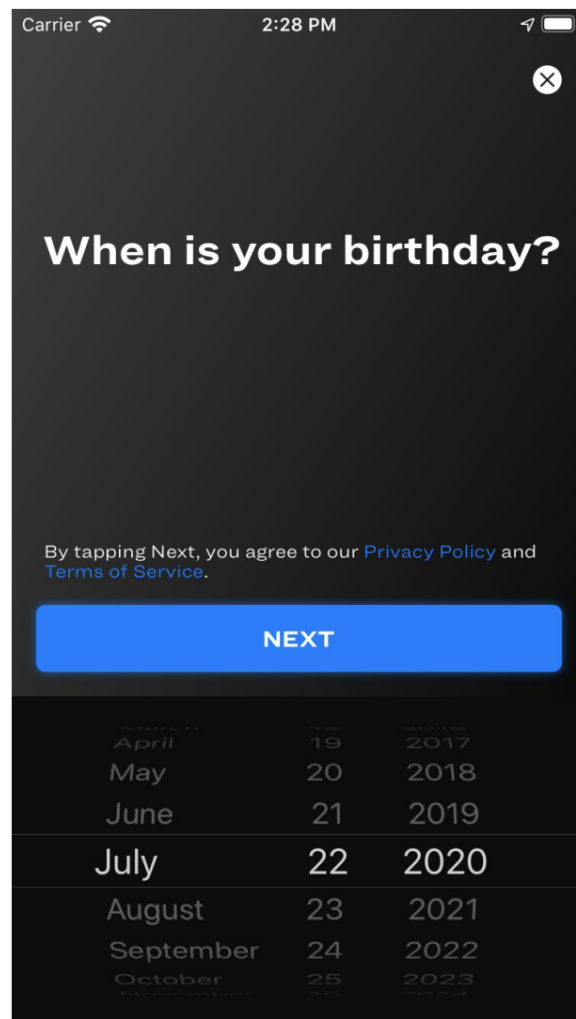 Carrier 2:28 PM
When is your birthday?
By tapping Next, you agree to our Privacy Policy and
Terms of Service.
NEXT
April 19 2017
May 20 2018
June 21 2019
July 22 2020
August 23 2021
September 24 2022
October 25 2023